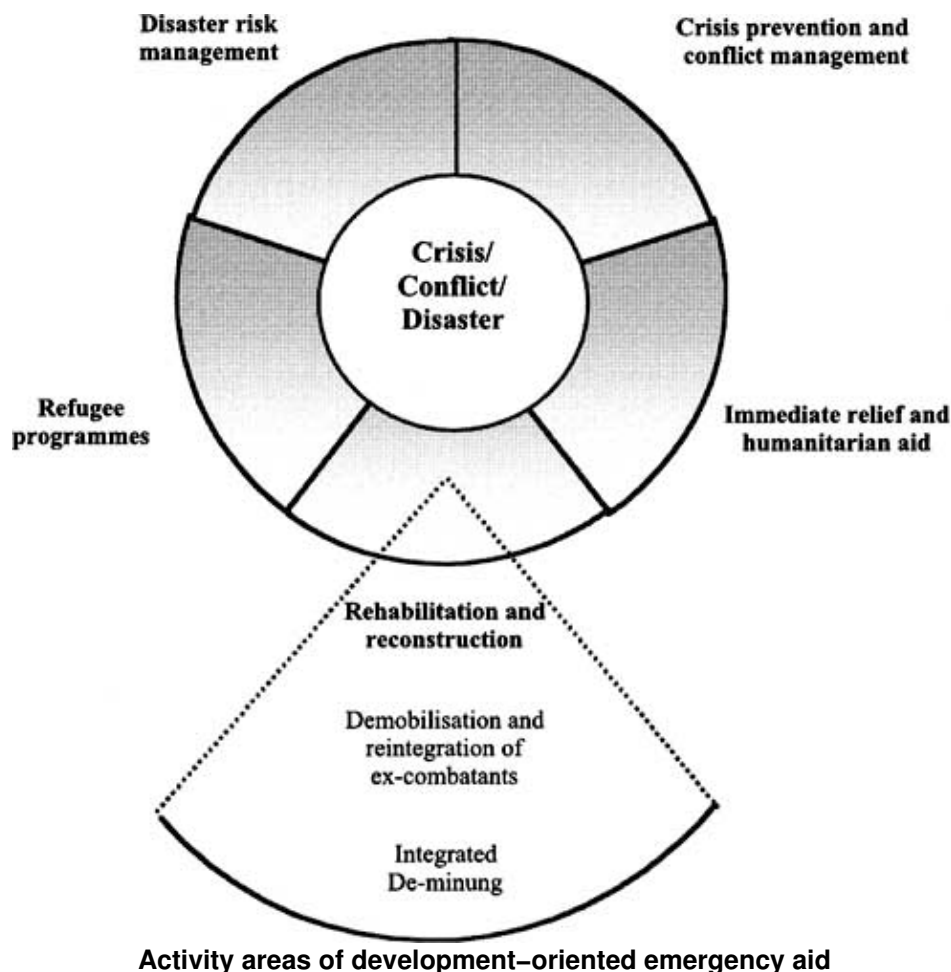 Disaster risk
management
Crisis prevention and
conflict management
Crisis/
Conflict/
Disaster
Refugee
programmes
Immediate relief and
humanitarian aid
Rehabilitation and
reconstruction
Demobilisation and
reintegration of
ex-combatants
Integrated
De-minung
Activity areas of development−oriented emergency aid